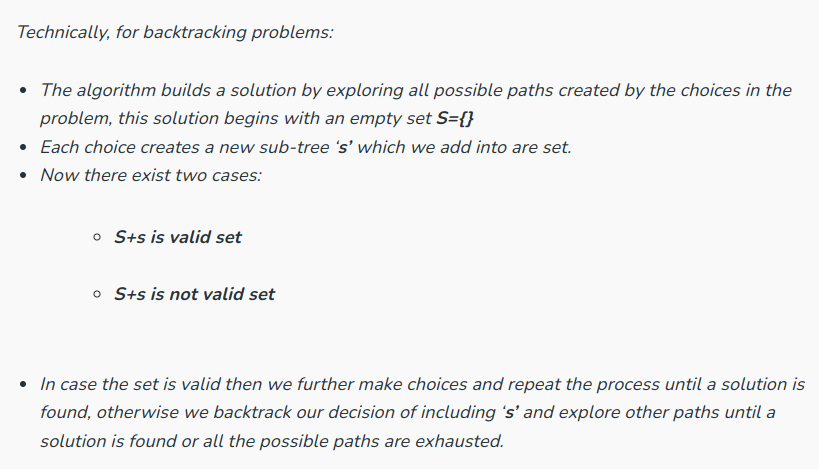 Technically, for backtracking problems:
The algorithm builds a solution by exploring all possible paths created by the choices in the
problem, this solution begins with an empty set S={}
Each choice creates a new sub-tree ‘s’ which we add into are set.
Now there exist two cases:
S+s is valid set
S+s is not valid set
In case the set is valid then we further make choices and repeat the process until a solution is
found, otherwise we backtrack our decision of including ‘s’ and explore other paths until a
solution is found or all the possible paths are exhausted.